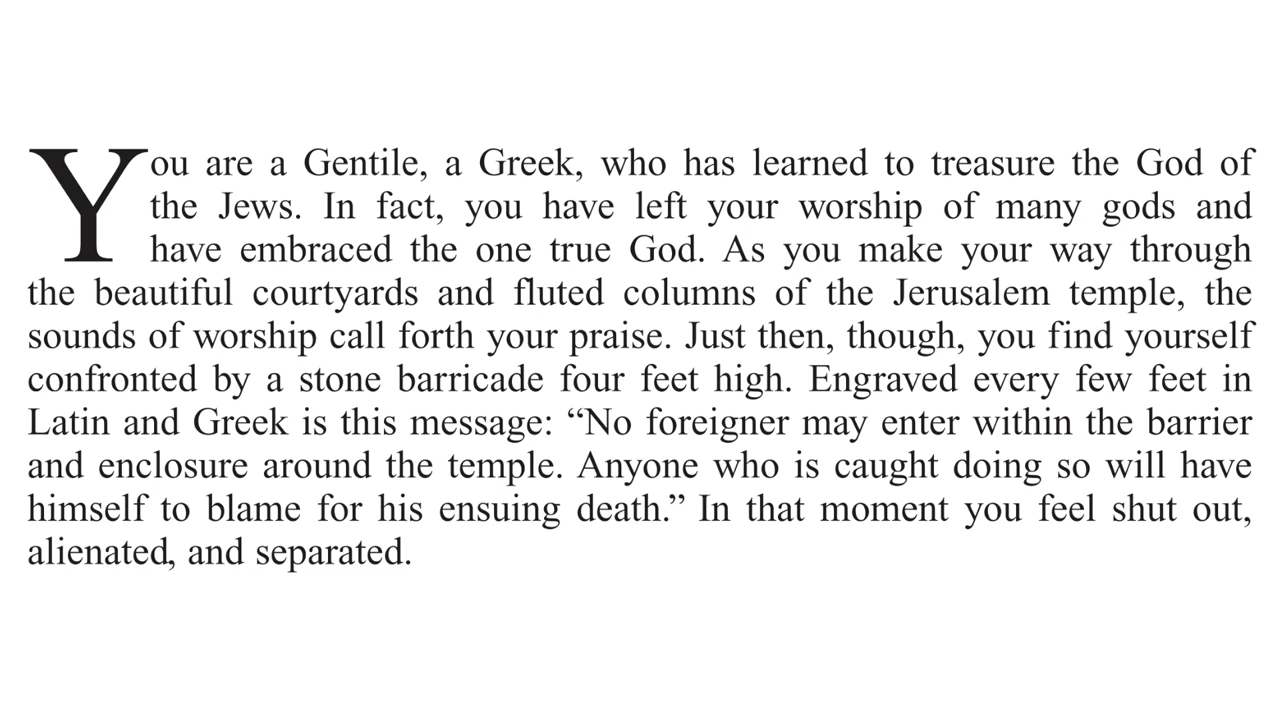 You are a Gentile, a Greek, who has learned to treasure the God of
the Jews. In fact, you have left your worship of many gods and
have embraced the one true God. As you make your way through
the beautiful courtyards and fluted columns of the Jerusalem temple, the
sounds of worship call forth your praise. Just then, though, you find yourself
confronted by a stone barricade four feet high. Engraved every few feet in
Latin and Greek is this message: “No foreigner may enter within the barrier
and enclosure around the temple. Anyone who is caught doing so will have
himself to blame for his ensuing death.” In that moment you feel shut out,
alienated, and separated.